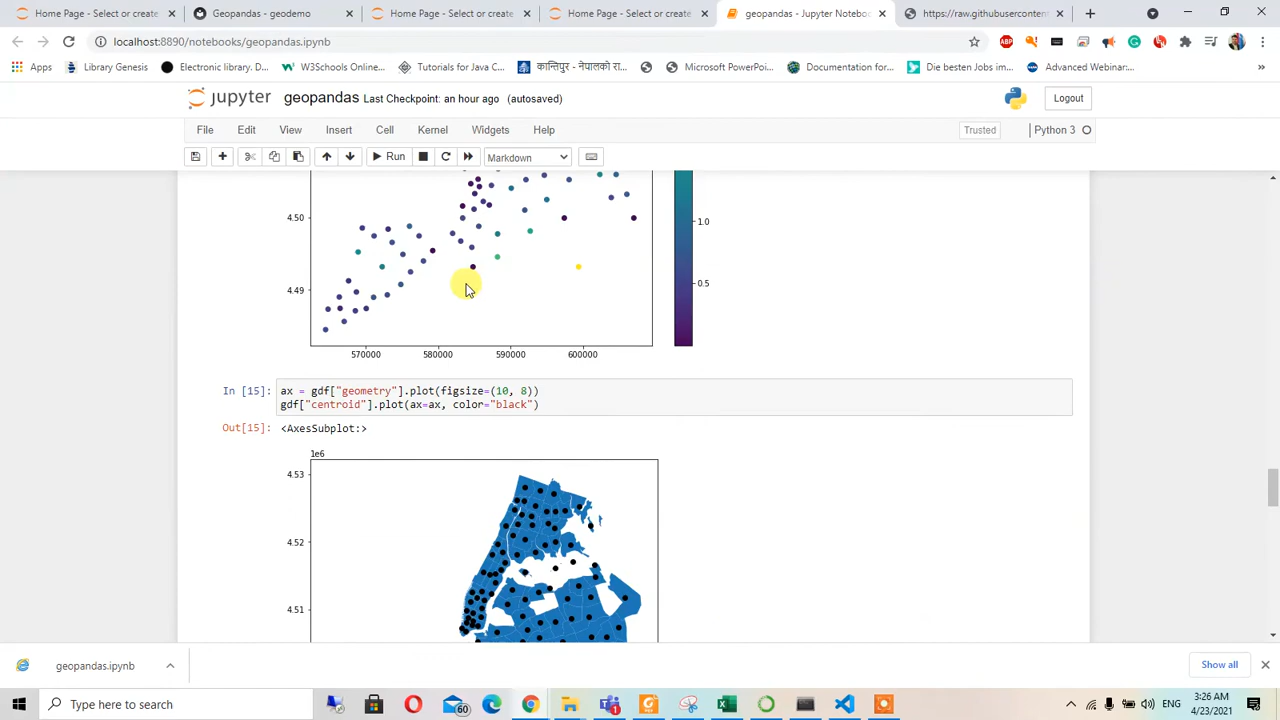 Home Page - Select or create
Geopandas - geodemo
Home Page - Select or create
Home Page - Select or create
geopandas - Jupyter Noteboo
https://raw.githubusercontent
localhost:8890/notebooks/geopandas.ipynb
Apps
Library Genesis
Electronic library. D...
W3Schools Online...
Tutorials for Java C...
कान्तिपुर - नेपालको रा...
Microsoft PowerPoi...
Documentation for...
Die besten Jobs im...
Advanced Webinar:...
»
jupyter geopandas Last Checkpoint: an hour ago (autosaved)
Logout
File Edit View Insert Cell Kernel Widgets Help
Trusted
Python 3
Run
Markdown
1.0
4.50
0.5
4.49
570000 580000 590000 600000
In [15]: ax = gdf["geometry"].plot(figsize=(10, 8))
gdf["centroid"].plot(ax=ax, color="black")
Out[15]: <AxesSubplot:>
1e6
4.53
4.52
4.51
geopandas.ipynb
Show all
Type here to search
60
ENG
3:26 AM
4/23/2021